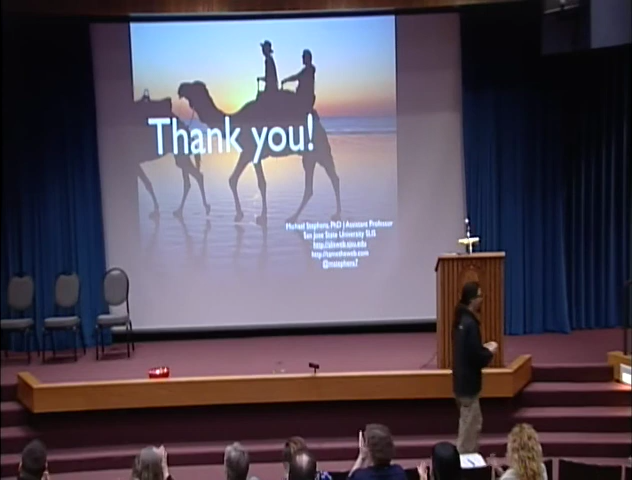 Thank you!
Michael Stephens, PhD | Assistant Professor
San Jose State University SLIS
http://slisweb.sjsu.edu
http://tametheweb.com
@mstephens7